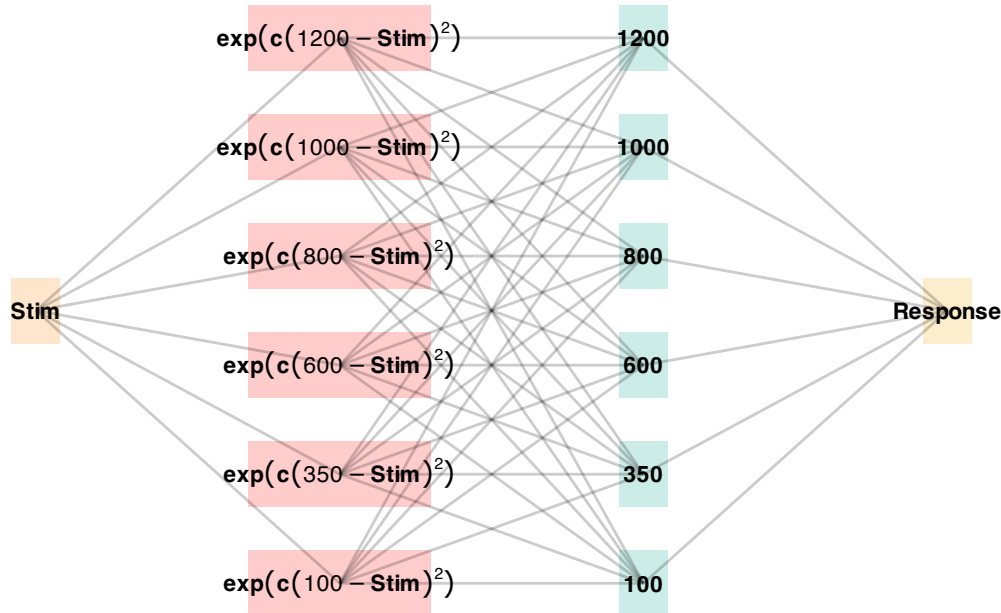 exp(c(1200 − Stim)²) 1200
exp(c(1000 − Stim)²) 1000
exp(c(800 − Stim)²) 800
Stim Response
exp(c(600 − Stim)²) 600
exp(c(350 − Stim)²) 350
exp(c(100 − Stim)²) 100